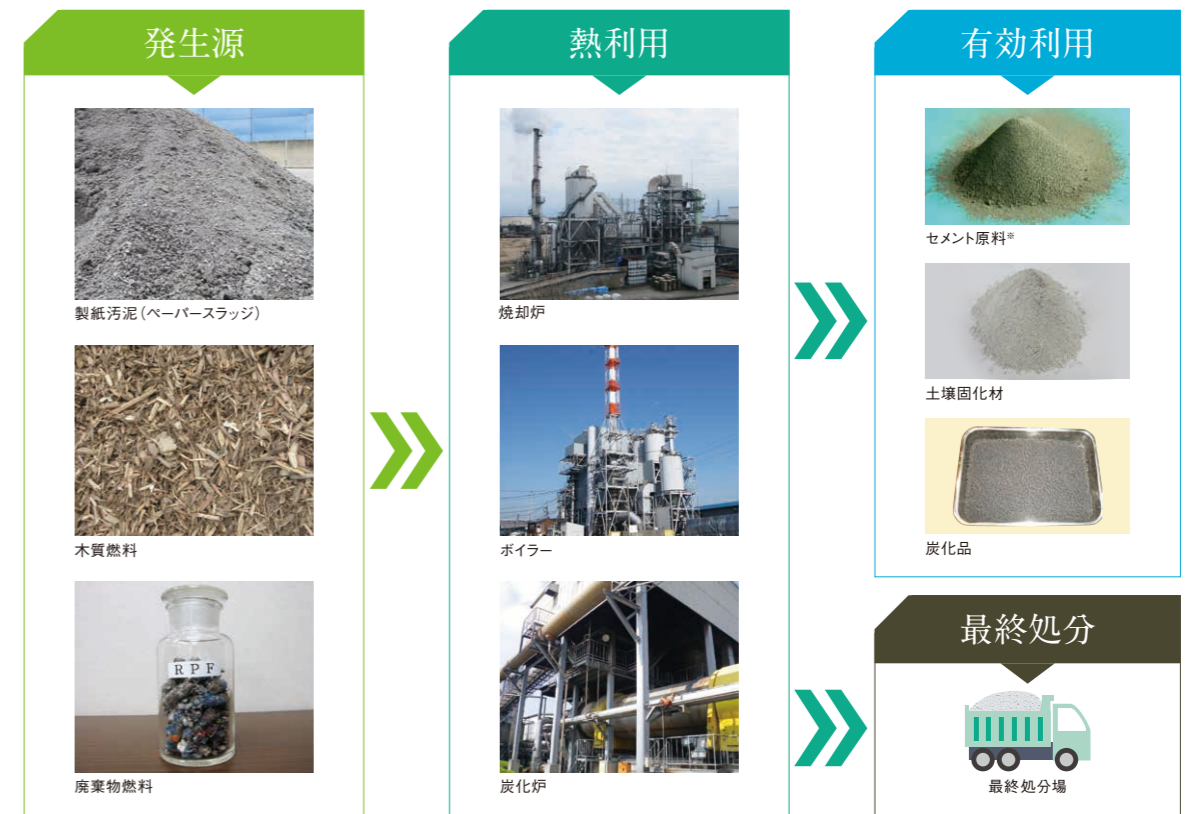 発生源
製紙汚泥（ペーパースラッジ）
木質燃料
RPF
廃棄物燃料
熱利用
焼却炉
ボイラー
炭化炉
有効利用
セメント原料※
土壌固化材
炭化品
最終処分
最終処分場